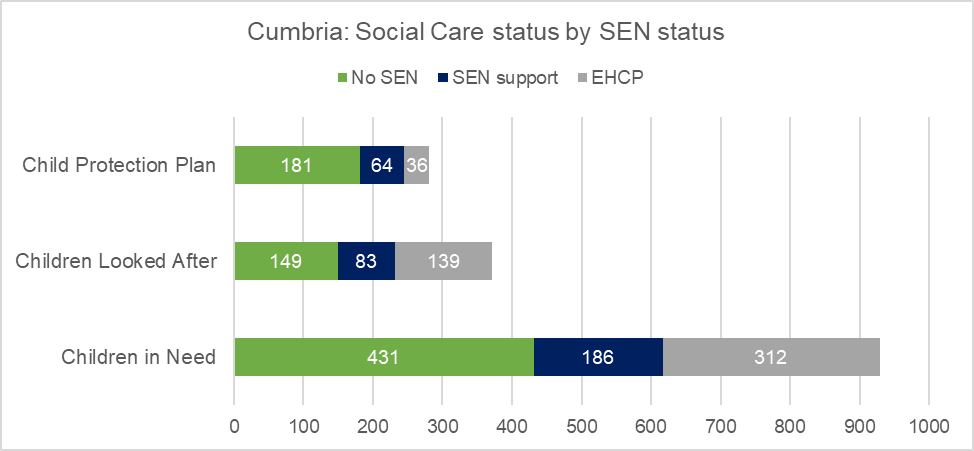 Cumbria: Social Care status by SEN status
No SEN SEN support EHCP
Child Protection Plan 181 64 36
Children Looked After 149 83 139
Children in Need 431 186 312
0 100 200 300 400 500 600 700 800 900 1000